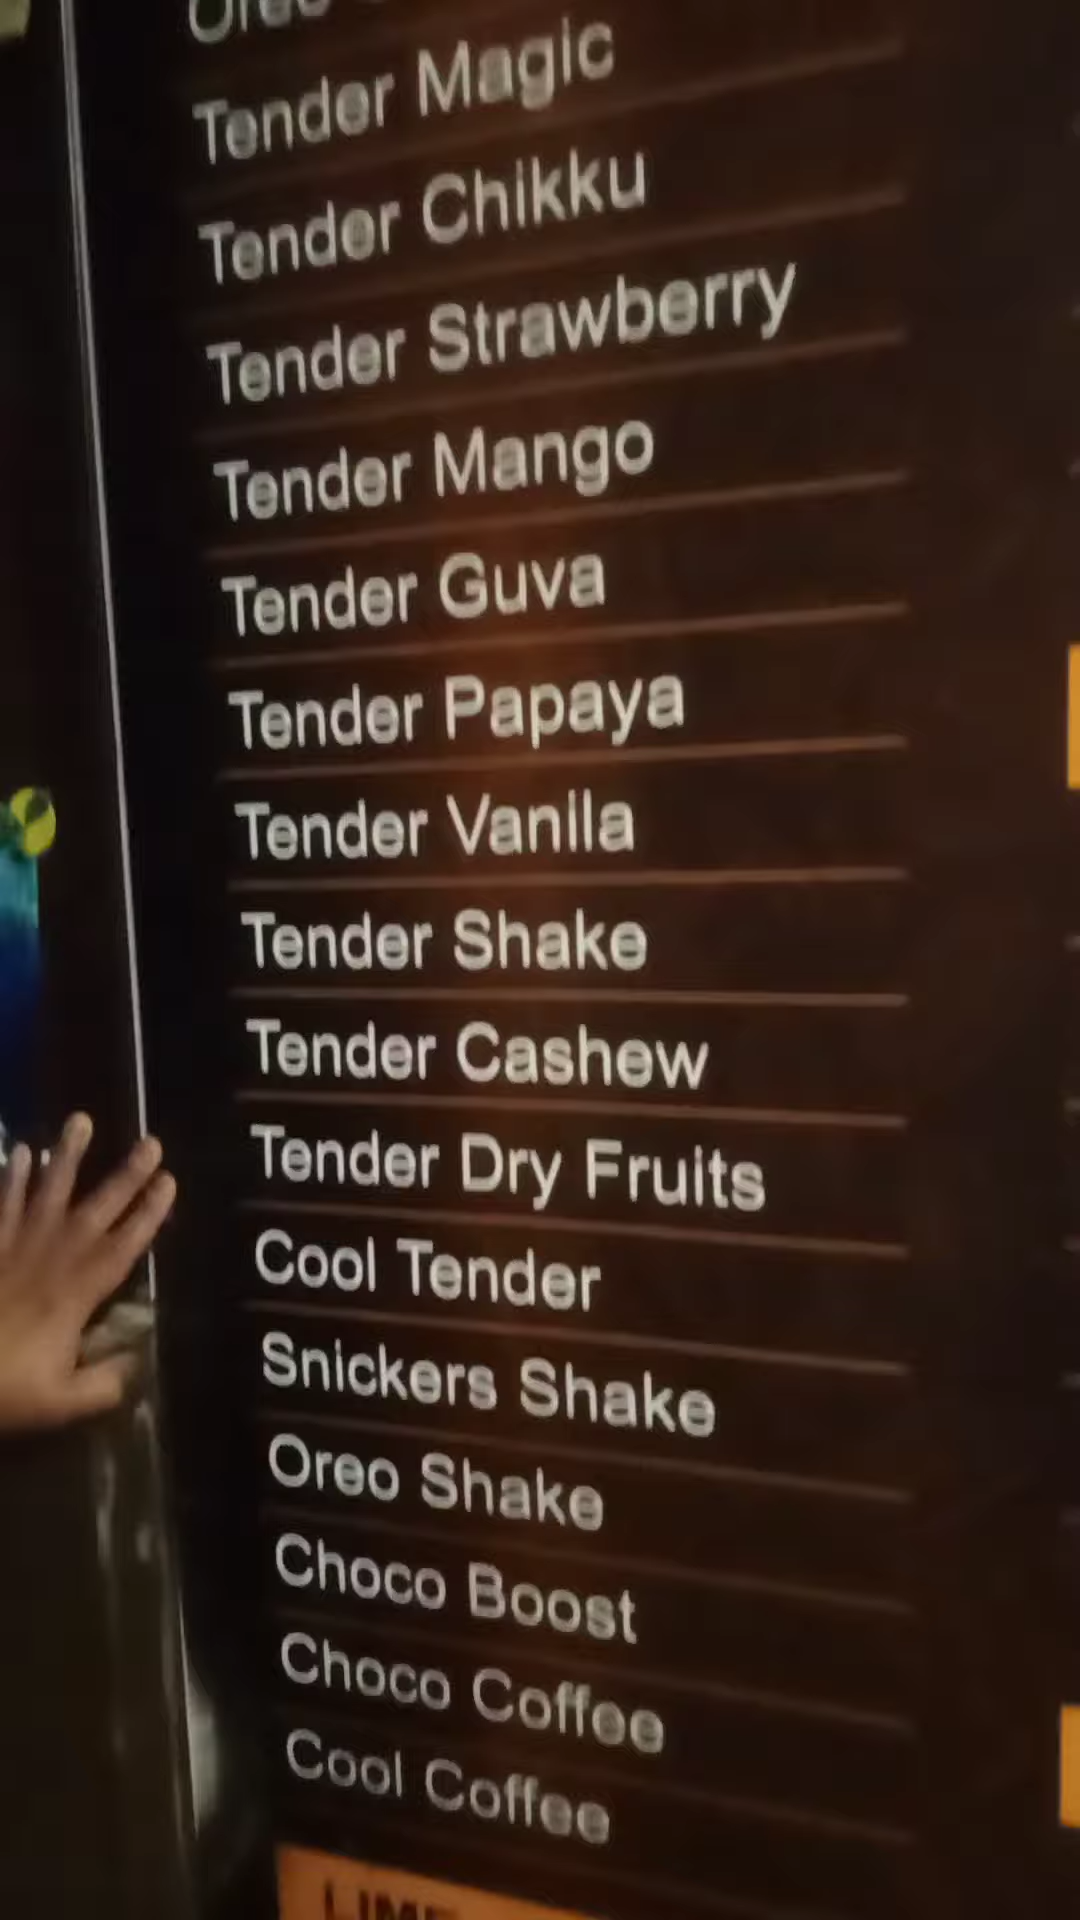 Tender Magic
Tender Chikku
Tender Strawberry
Tender Mango
Tender Guva
Tender Papaya
Tender Vanila
Tender Shake
Tender Cashew
Tender Dry Fruits
Cool Tender
Snickers Shake
Oreo Shake
Choco Boost
Choco Coffee
Cool Coffee